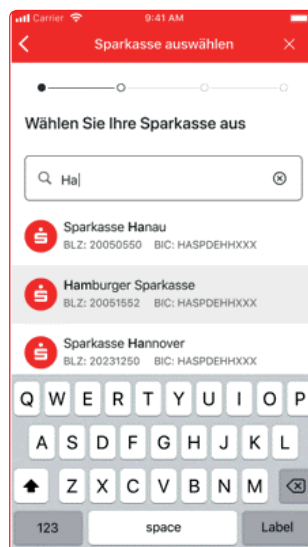 Carrier 9:41 AM
Sparkasse auswählen
Wählen Sie Ihre Sparkasse aus
Ha
Sparkasse Hanau
BLZ: 20050550 BIC: HASPDEHHXXX
Hamburger Sparkasse
BLZ: 20051552 BIC: HASPDEHHXXX
Sparkasse Hannover
BLZ: 20231250 BIC: HASPDEHHXXX
Q W E R T Y U I O P
A S D F G H J K L
Z X C V B N M
123 space Label